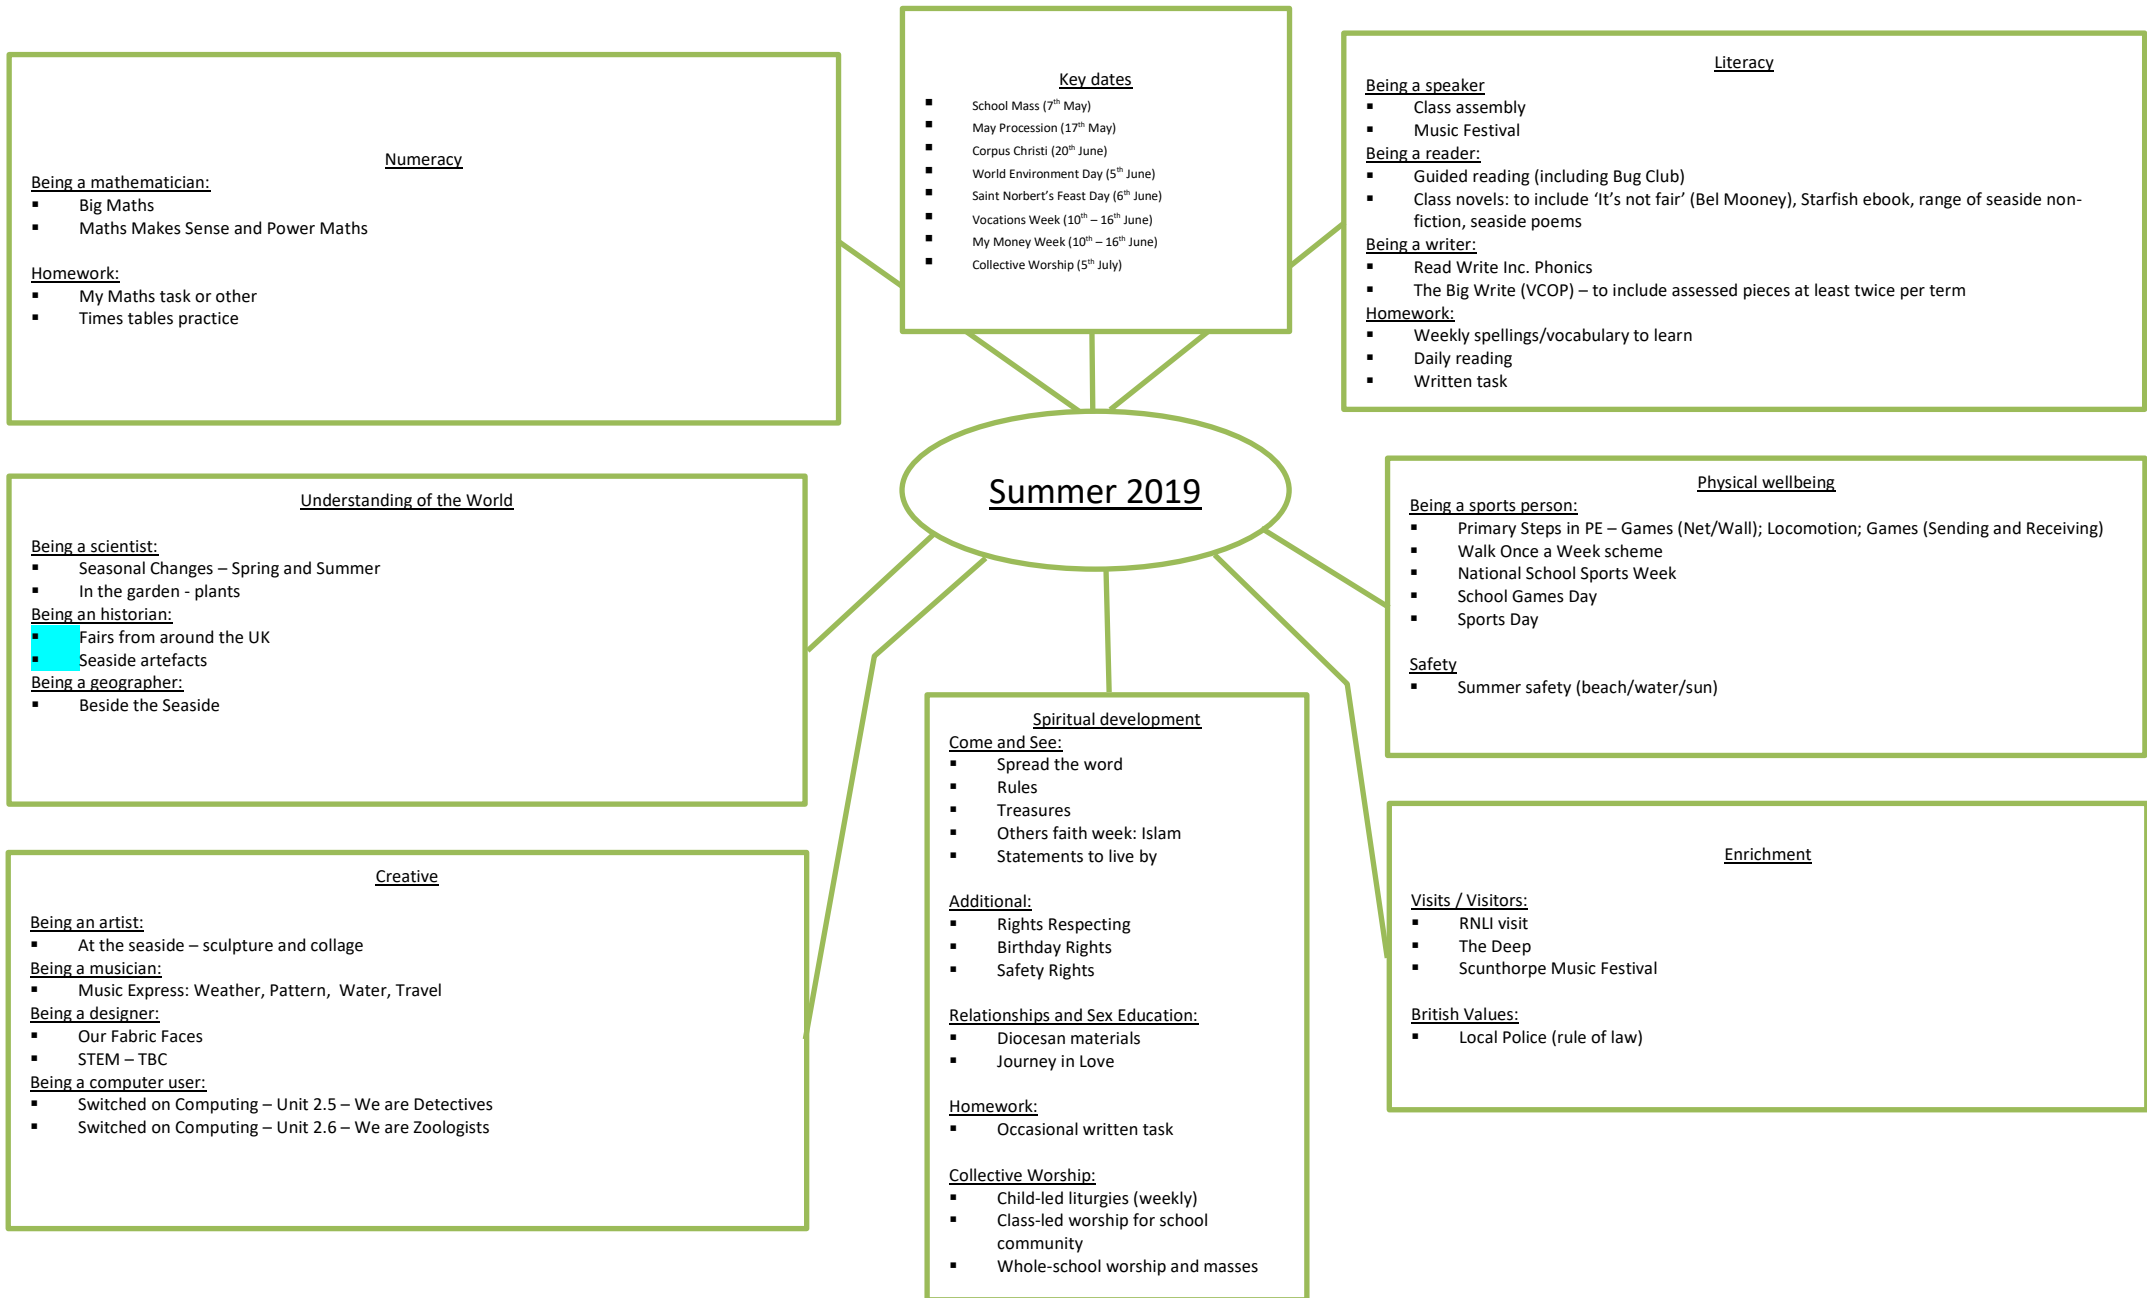 Numeracy
Being a mathematician:
▪ Big Maths
▪ Maths Makes Sense and Power Maths
Homework:
▪ My Maths task or other
▪ Times tables practice
Key dates
▪ School Mass (7th May)
▪ May Procession (17th May)
▪ Corpus Christi (20th June)
▪ World Environment Day (5th June)
▪ Saint Norbert’s Feast Day (6th June)
▪ Vocations Week (10th – 16th June)
▪ My Money Week (10th – 16th June)
▪ Collective Worship (5th July)
Literacy
Being a speaker
▪ Class assembly
▪ Music Festival
Being a reader:
▪ Guided reading (including Bug Club)
▪ Class novels: to include ‘It’s not fair’ (Bel Mooney), Starfish ebook, range of seaside non-
fiction, seaside poems
Being a writer:
▪ Read Write Inc. Phonics
▪ The Big Write (VCOP) – to include assessed pieces at least twice per term
Homework:
▪ Weekly spellings/vocabulary to learn
▪ Daily reading
▪ Written task
Summer 2019
Understanding of the World
Being a scientist:
▪ Seasonal Changes – Spring and Summer
▪ In the garden - plants
Being an historian:
▪ Fairs from around the UK
▪ Seaside artefacts
Being a geographer:
▪ Beside the Seaside
Physical wellbeing
Being a sports person:
▪ Primary Steps in PE – Games (Net/Wall); Locomotion; Games (Sending and Receiving)
▪ Walk Once a Week scheme
▪ National School Sports Week
▪ School Games Day
▪ Sports Day
Safety
▪ Summer safety (beach/water/sun)
Creative
Being an artist:
▪ At the seaside – sculpture and collage
Being a musician:
▪ Music Express: Weather, Pattern, Water, Travel
Being a designer:
▪ Our Fabric Faces
▪ STEM – TBC
Being a computer user:
▪ Switched on Computing – Unit 2.5 – We are Detectives
▪ Switched on Computing – Unit 2.6 – We are Zoologists
Spiritual development
Come and See:
▪ Spread the word
▪ Rules
▪ Treasures
▪ Others faith week: Islam
▪ Statements to live by
Additional:
▪ Rights Respecting
▪ Birthday Rights
▪ Safety Rights
Relationships and Sex Education:
▪ Diocesan materials
▪ Journey in Love
Homework:
▪ Occasional written task
Collective Worship:
▪ Child-led liturgies (weekly)
▪ Class-led worship for school
community
▪ Whole-school worship and masses
Enrichment
Visits / Visitors:
▪ RNLI visit
▪ The Deep
▪ Scunthorpe Music Festival
British Values:
▪ Local Police (rule of law)